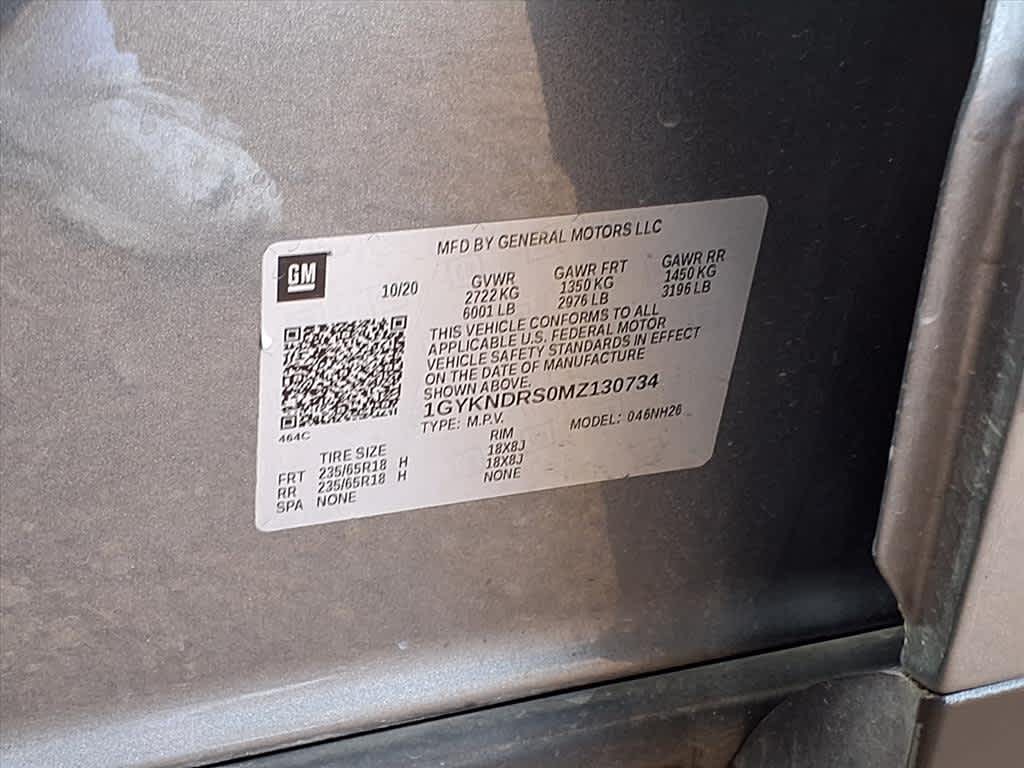 MFD BY GENERAL MOTORS LLC
GM
10/20
GVWR GAWR FRT GAWR RR
2722 KG 1350 KG 1450 KG
6001 LB 2976 LB 3196 LB
THIS VEHICLE CONFORMS TO ALL
APPLICABLE U.S. FEDERAL MOTOR
VEHICLE SAFETY STANDARDS IN EFFECT
ON THE DATE OF MANUFACTURE
SHOWN ABOVE.
1GYKNDRS0MZ130734
TYPE: M.P.V. MODEL: 046NH26
464C
TIRE SIZE RIM
FRT 235/65R18 H 18X8J
RR 235/65R18 H 18X8J
SPA NONE NONE